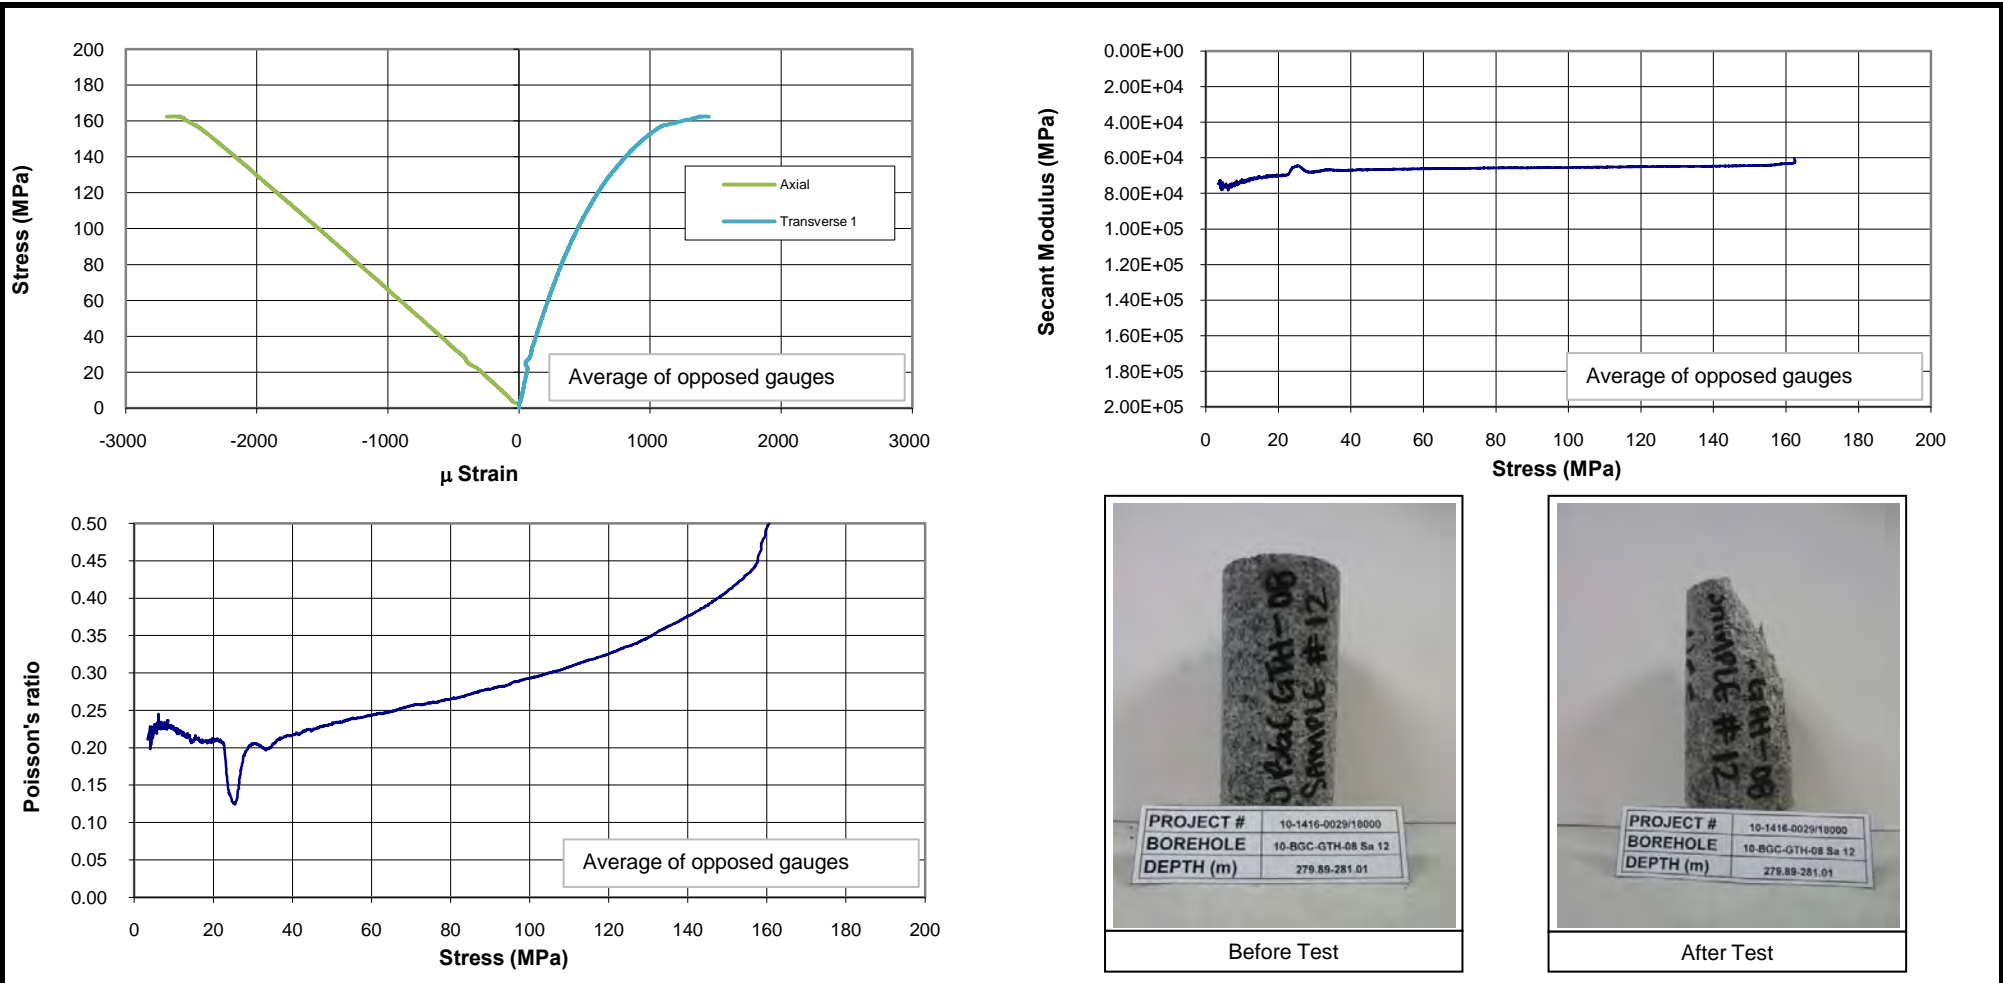 200
180
160
140
120
100
80
60
40
20
0
Stress (MPa)
Axial
Transverse 1
Average of opposed gauges
-3000 -2000 -1000 0 1000 2000 3000
µ Strain
0.00E+00
2.00E+04
4.00E+04
6.00E+04
8.00E+04
1.00E+05
1.20E+05
1.40E+05
1.60E+05
1.80E+05
2.00E+05
Secant Modulus (MPa)
Average of opposed gauges
0 20 40 60 80 100 120 140 160 180 200
Stress (MPa)
0.50
0.45
0.40
0.35
0.30
0.25
0.20
0.15
0.10
0.05
0.00
Poisson's ratio
Average of opposed gauges
0 20 40 60 80 100 120 140 160 180 200
Stress (MPa)
GTH-08
SAMPLE #12
PROJECT # 10-1416-0029/18000
BOREHOLE 10-BGC-GTH-08 Sa 12
DEPTH (m) 279.89-281.01
Before Test
SAMPLE #12
GTH-08
PROJECT # 10-1416-0029/18000
BOREHOLE 10-BGC-GTH-08 Sa 12
DEPTH (m) 279.89-281.01
After Test